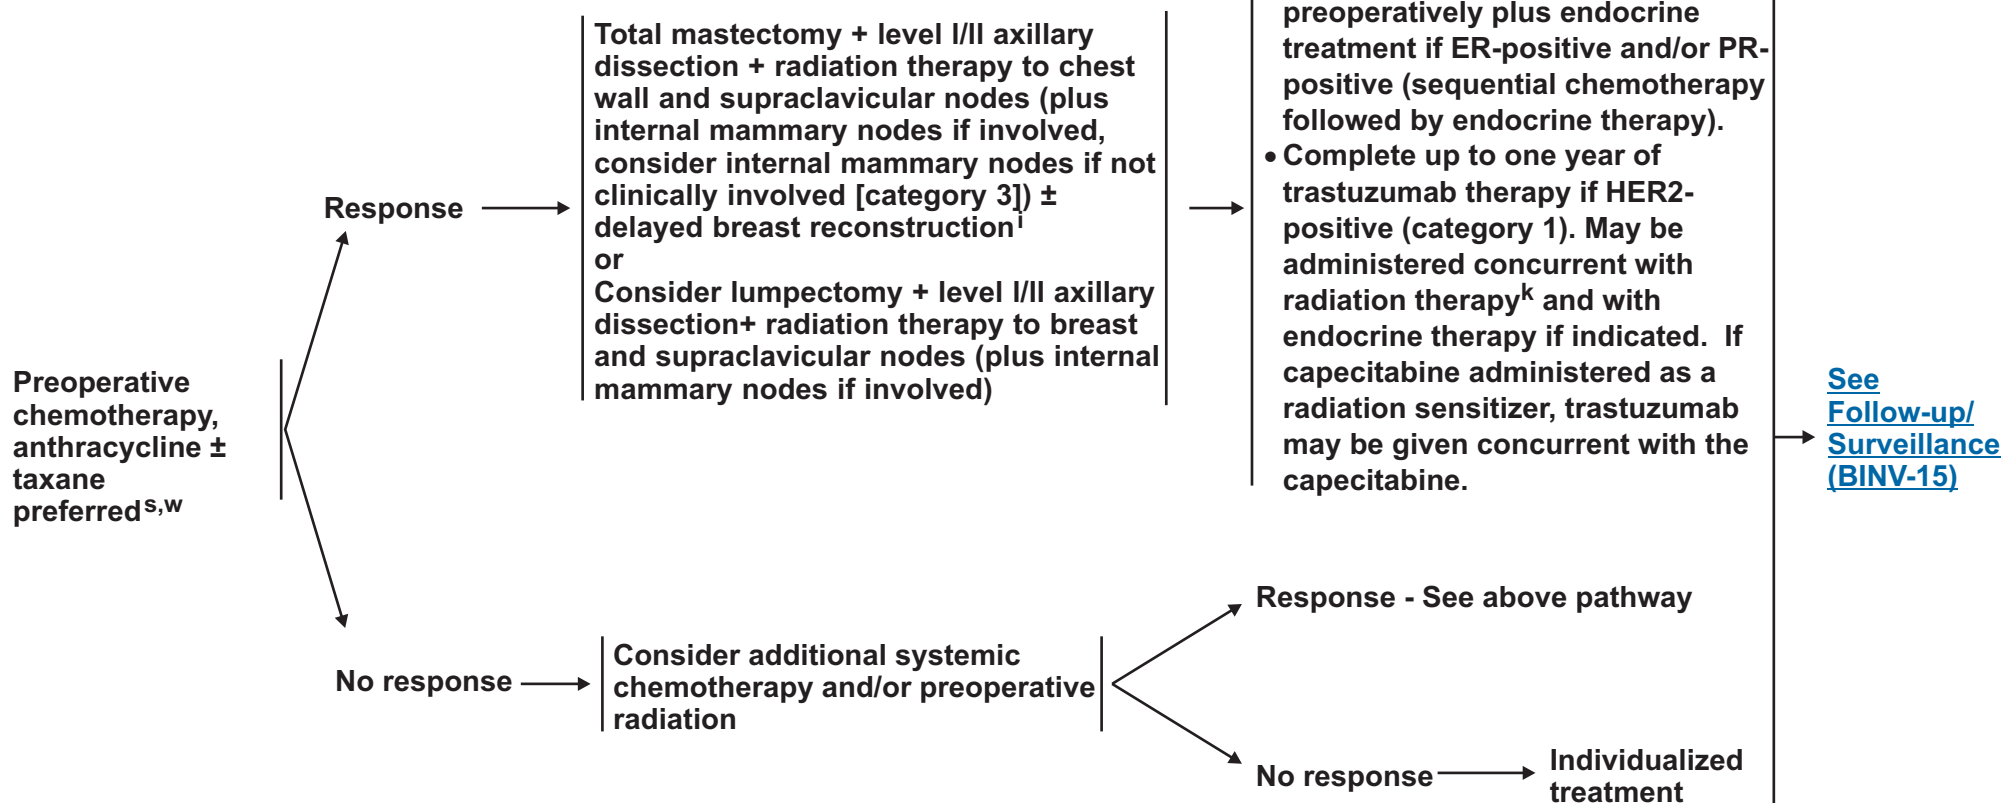 Preoperative
chemotherapy,
anthracycline ±
taxane
preferred s,w
Response
Total mastectomy + level I/II axillary
dissection + radiation therapy to chest
wall and supraclavicular nodes (plus
internal mammary nodes if involved,
consider internal mammary nodes if not
clinically involved [category 3]) ±
delayed breast reconstruction i
or
Consider lumpectomy + level I/II axillary
dissection+ radiation therapy to breast
and supraclavicular nodes (plus internal
mammary nodes if involved)
preoperatively plus endocrine
treatment if ER-positive and/or PR-
positive (sequential chemotherapy
followed by endocrine therapy).
• Complete up to one year of
trastuzumab therapy if HER2-
positive (category 1). May be
administered concurrent with
radiation therapy k and with
endocrine therapy if indicated. If
capecitabine administered as a
radiation sensitizer, trastuzumab
may be given concurrent with the
capecitabine.
See
Follow-up/
Surveillance
(BINV-15)
No response
Consider additional systemic
chemotherapy and/or preoperative
radiation
Response - See above pathway
No response
Individualized
treatment